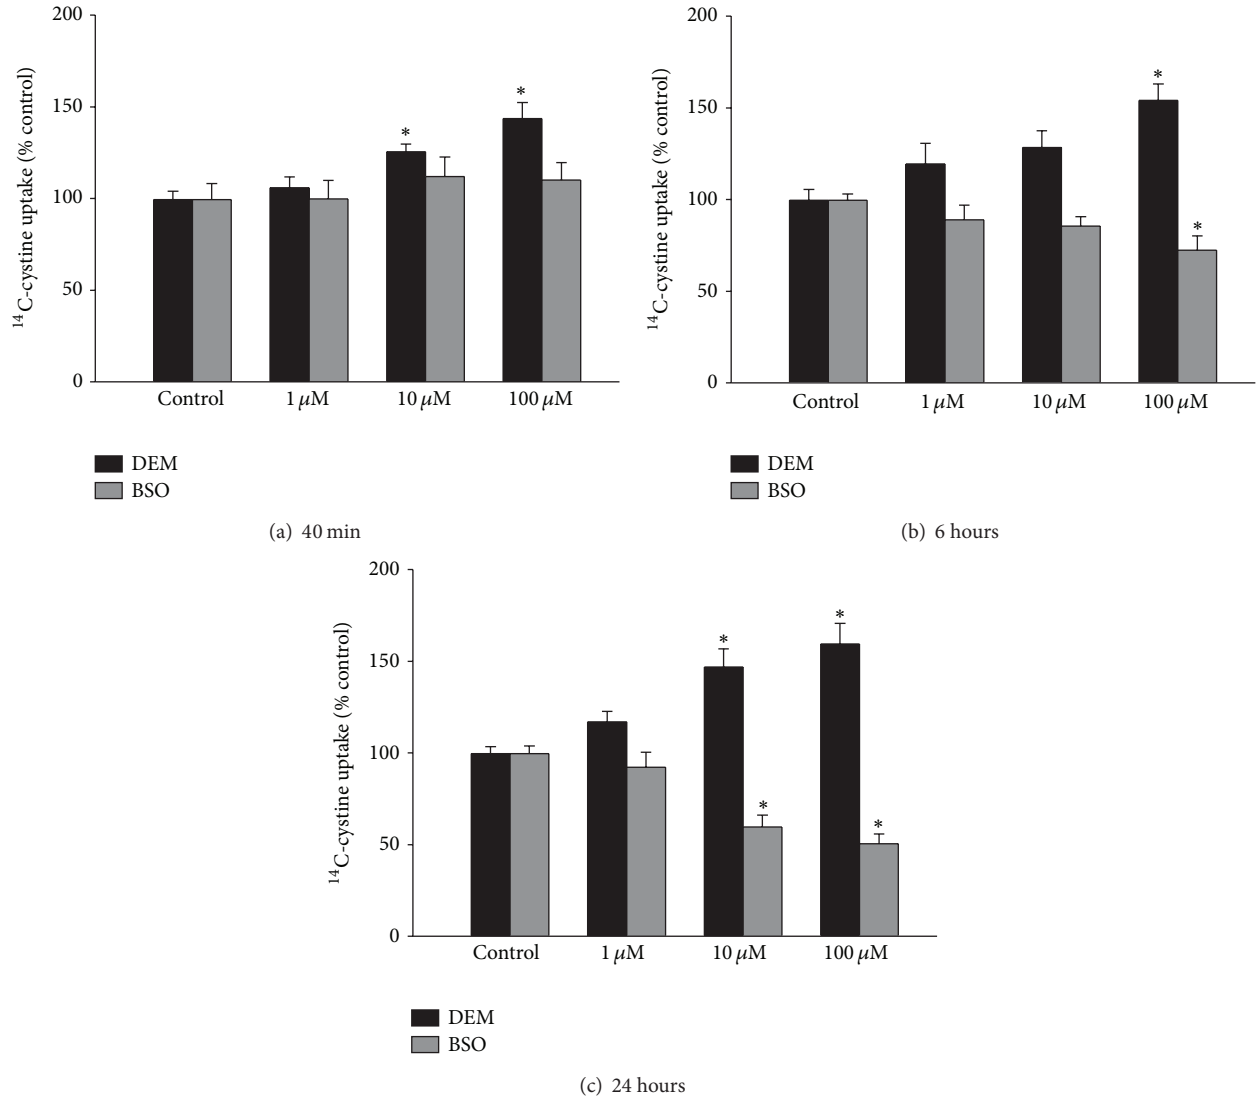 200
150
100
50
0
¹⁴C-cystine uptake (% control)
*
*
Control
1 μM
10 μM
100 μM
DEM
BSO
(a) 40 min
200
150
100
50
0
¹⁴C-cystine uptake (% control)
*
*
Control
1 μM
10 μM
100 μM
DEM
BSO
(b) 6 hours
200
150
100
50
0
¹⁴C-cystine uptake (% control)
*
*
*
*
Control
1 μM
10 μM
100 μM
DEM
BSO
(c) 24 hours